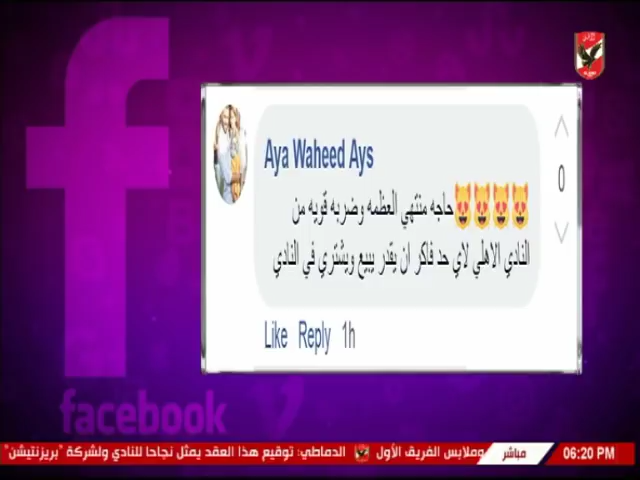 Aya Waheed Ays
😻😻😻😻حاجه منتهي العظمه وضربه قويه من
النادي الاهلي لاي حد فاكر ان يقدر يبيع ويشتري في النادي
0
Like Reply 1h
facebook
وملابس الفريق الأول الدماطي: توقيع هذا العقد يمثل نجاحا للنادي ولشركة "بريزنتيشن"
مباشر
06:20 PM